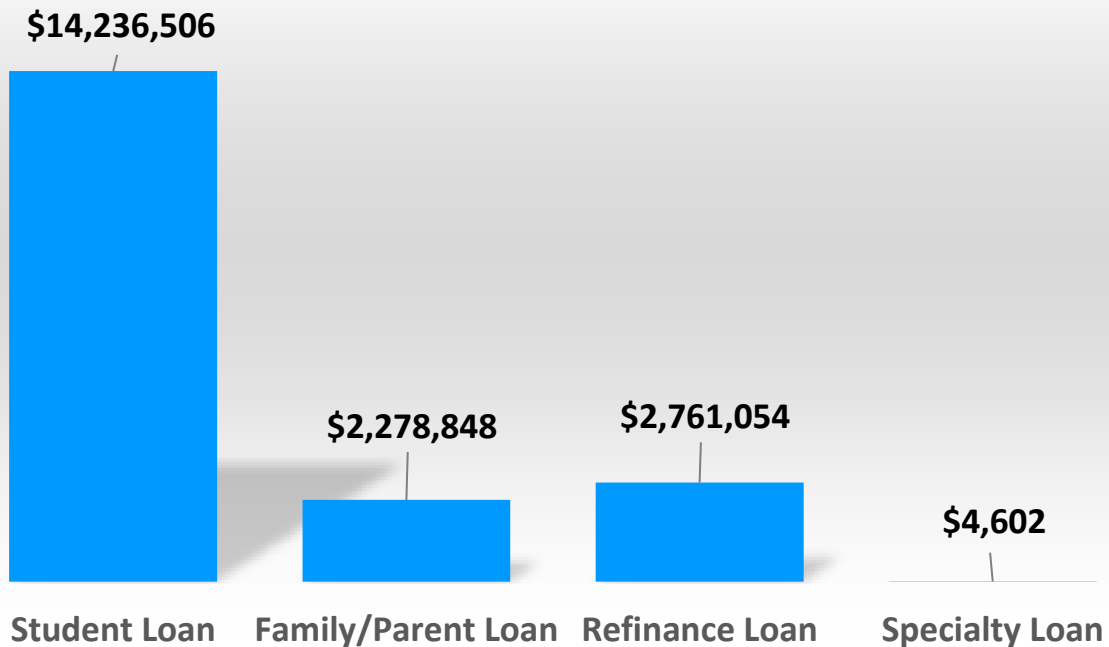 $14,236,506
$2,278,848
$2,761,054
$4,602
Student Loan
Family/Parent Loan
Refinance Loan
Specialty Loan